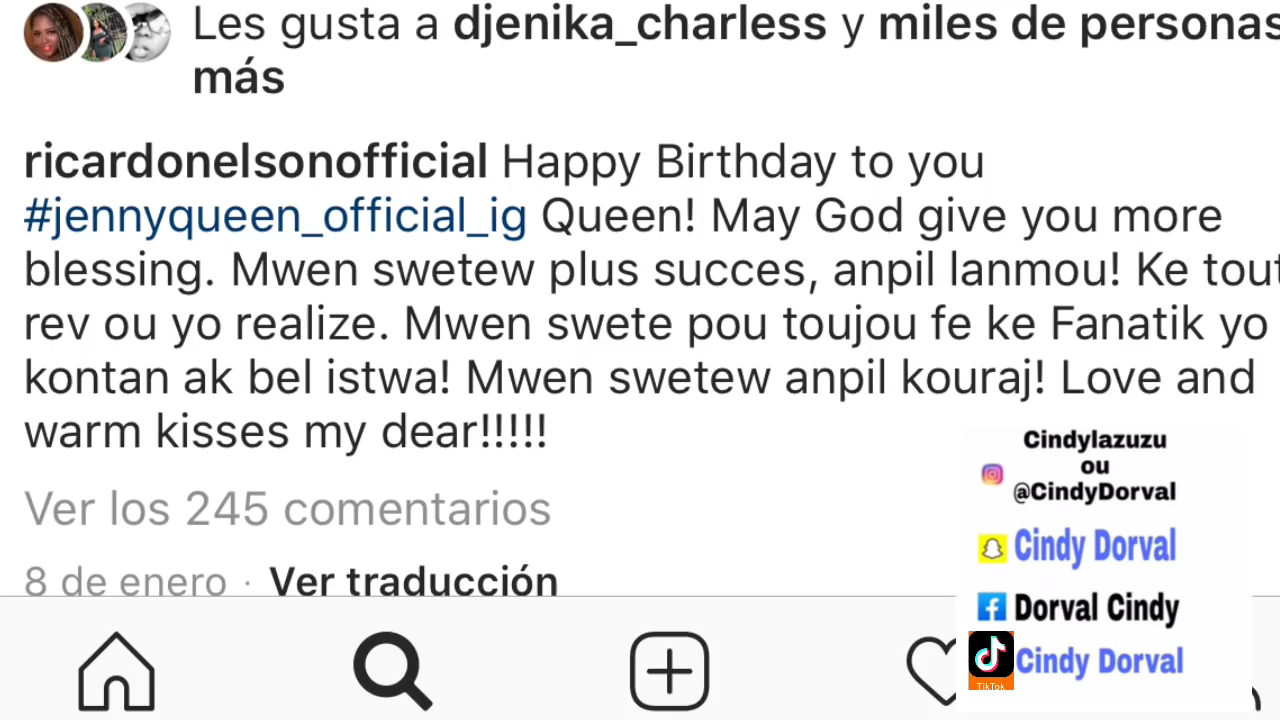 Les gusta a djenika_charless y miles de personas
más
ricardonelsonofficial Happy Birthday to you
#jennyqueen_official_ig Queen! May God give you more
blessing. Mwen swetew plus succes, anpil lanmou! Ke tout
rev ou yo realize. Mwen swete pou toujou fe ke Fanatik yo
kontan ak bel istwa! Mwen swetew anpil kouraj! Love and
warm kisses my dear!!!!!
Ver los 245 comentarios
8 de enero · Ver traducción
Cindylazuzu
ou
@CindyDorval
Cindy Dorval
Dorval Cindy
Cindy Dorval
TikTok